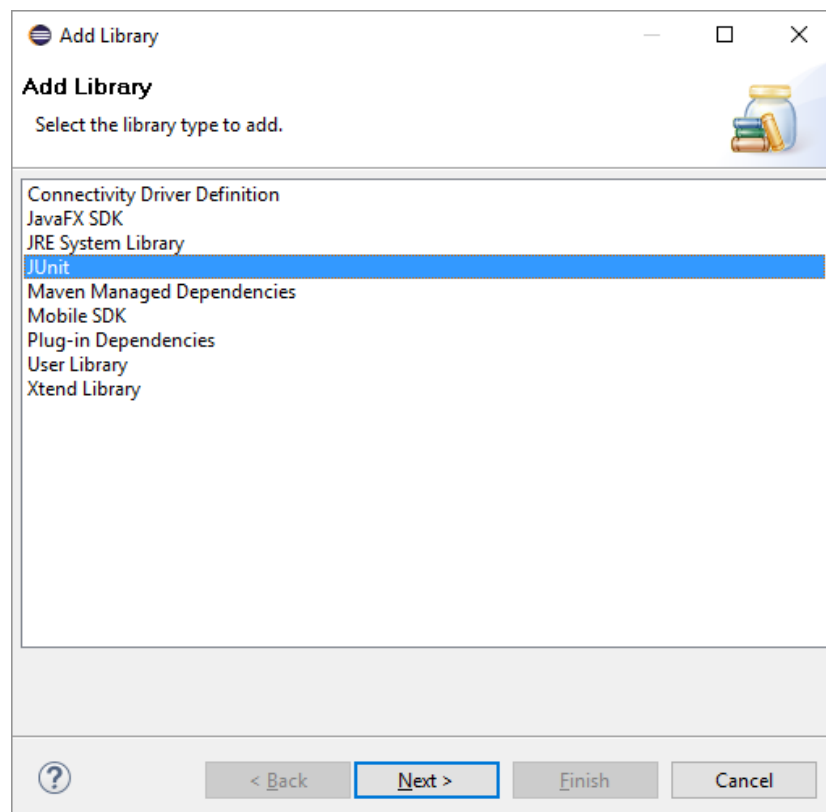 Add Library
Add Library
Select the library type to add.
Connectivity Driver Definition
JavaFX SDK
JRE System Library
JUnit
Maven Managed Dependencies
Mobile SDK
Plug-in Dependencies
User Library
Xtend Library
? < Back Next > Finish Cancel